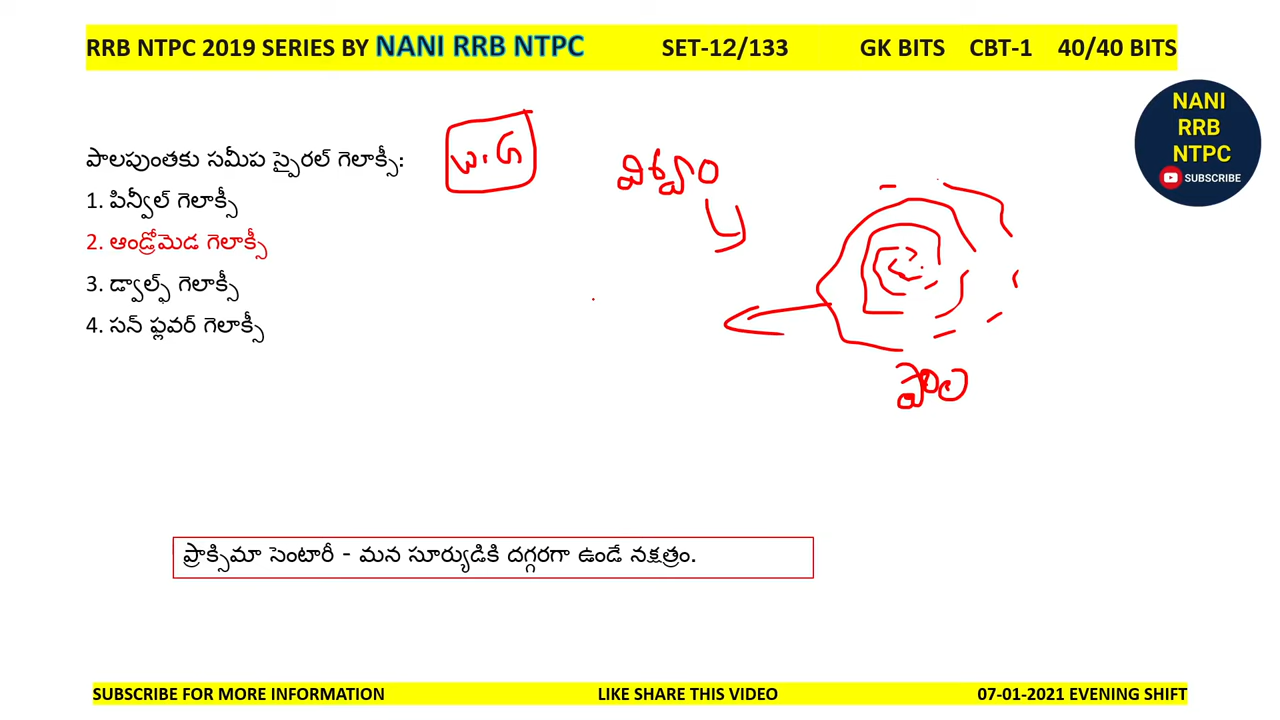 RRB NTPC 2019 SERIES BY NANI RRB NTPC SET-12/133 GK BITS CBT-1 40/40 BITS
NANI
RRB
NTPC
SUBSCRIBE
పాలపుంతకు సమీప స్పైరల్ గెలాక్సీ:
1. పిన్వీల్ గెలాక్సీ
2. ఆండ్రోమెడ గెలాక్సీ
3. డ్వాల్ఫ్ గెలాక్సీ
4. సన్ ఫ్లవర్ గెలాక్సీ
విశ్వం
పాల
ప్రాక్సిమా సెంటారీ - మన సూర్యుడికి దగ్గరగా ఉండే నక్షత్రం.
SUBSCRIBE FOR MORE INFORMATION LIKE SHARE THIS VIDEO 07-01-2021 EVENING SHIFT